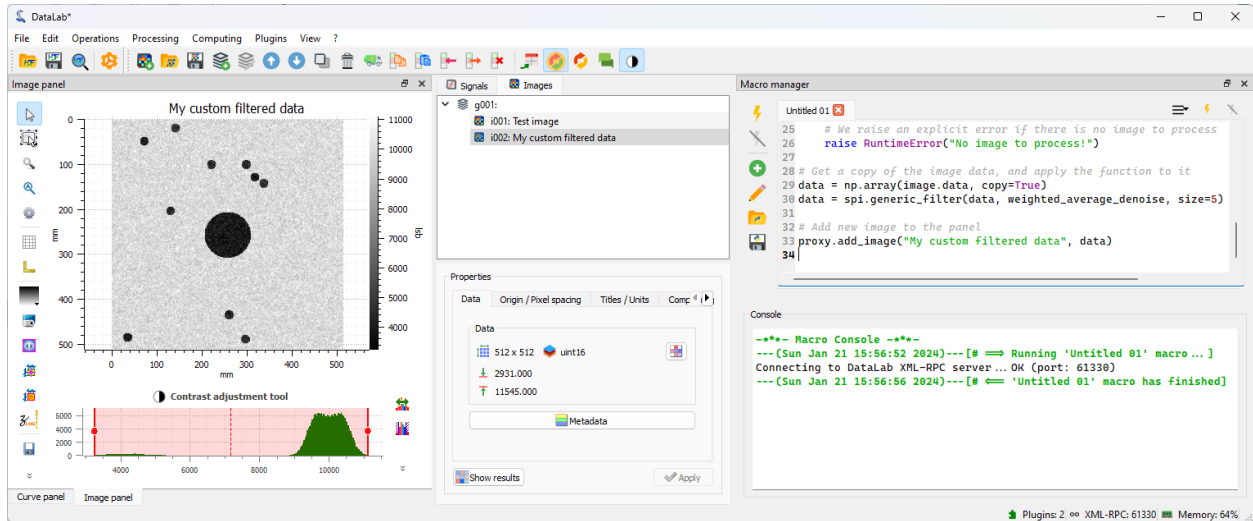 DataLab*
File Edit Operations Processing Computing Plugins View ?
Image panel
My custom filtered data
0
100
200
300
400
500
mm
0 100 200 300 400 500
mm
11000
10000
9000
8000
7000
6000
5000
4000
lsb
Contrast adjustment tool
6000
4000
2000
0
4000 6000 8000 10000
Curve panel Image panel
Signals Images
g001:
i001: Test image
i002: My custom filtered data
Properties
Data Origin / Pixel spacing Titles / Units
Data
512 x 512 uint16
2931.000
11545.000
Metadata
Show results Apply
Macro manager
Untitled 01
25 # We raise an explicit error if there is no image to process
26 raise RuntimeError("No image to process!")
27
28 # Get a copy of the image data, and apply the function to it
29 data = np.array(image.data, copy=True)
30 data = spi.generic_filter(data, weighted_average_denoise, size=5)
31
32 # Add new image to the panel
33 proxy.add_image("My custom filtered data", data)
34
Console
-***- Macro Console -***-
---(Sun Jan 21 15:56:52 2024)---[# ⟹ Running 'Untitled 01' macro...]
Connecting to DataLab XML-RPC server...OK (port: 61330)
---(Sun Jan 21 15:56:56 2024)---[# ⟸ 'Untitled 01' macro has finished]
Plugins: 2 XML-RPC: 61330 Memory: 64%